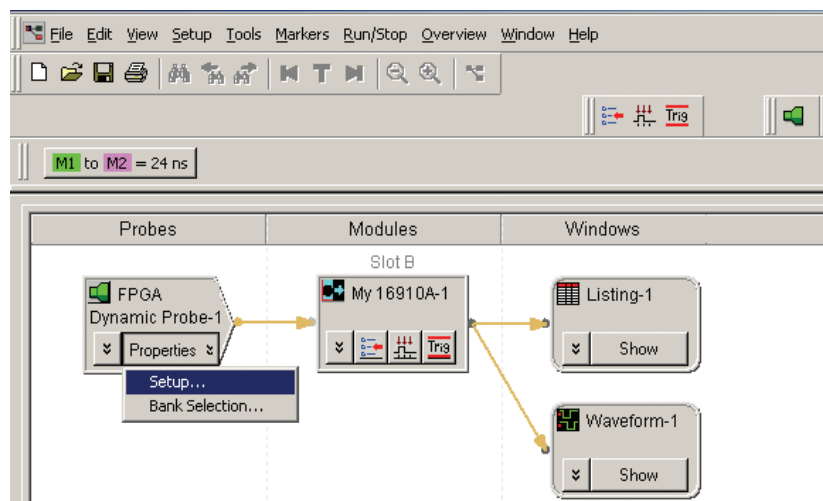 File Edit View Setup Tools Markers Run/Stop Overview Window Help
T
Trig
M1 to M2 = 24 ns
Probes Modules Windows
Slot B
FPGA
Dynamic Probe-1
Properties
Setup...
Bank Selection...
My 16910A-1
Trig
Listing-1
Show
Waveform-1
Show